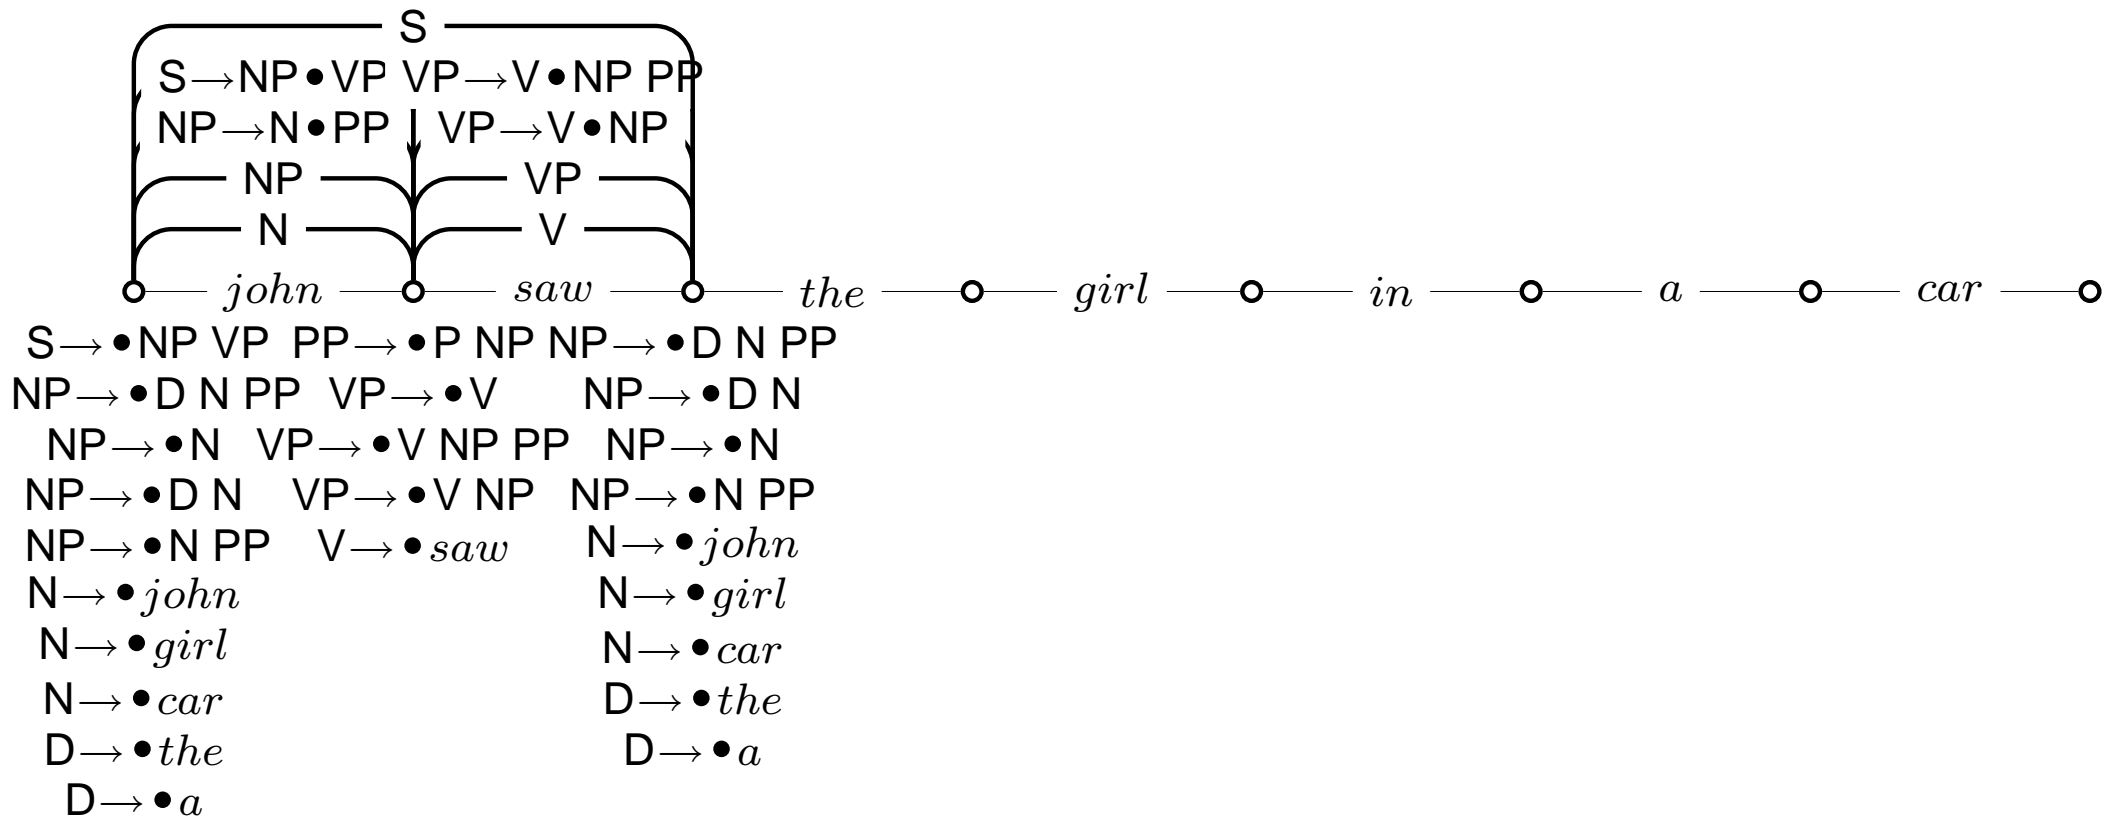 S
S→NP•VP VP→V•NP PP
NP→N•PP VP→V•NP
NP VP
N V
john saw the girl in a car
S→•NP VP PP→•P NP NP→•D N PP
NP→•D N PP VP→•V NP→•D N
NP→•N VP→•V NP PP NP→•N
NP→•D N VP→•V NP NP→•N PP
NP→•N PP V→•saw N→•john
N→•john N→•girl
N→•girl N→•car
N→•car D→•the
D→•the D→•a
D→•a